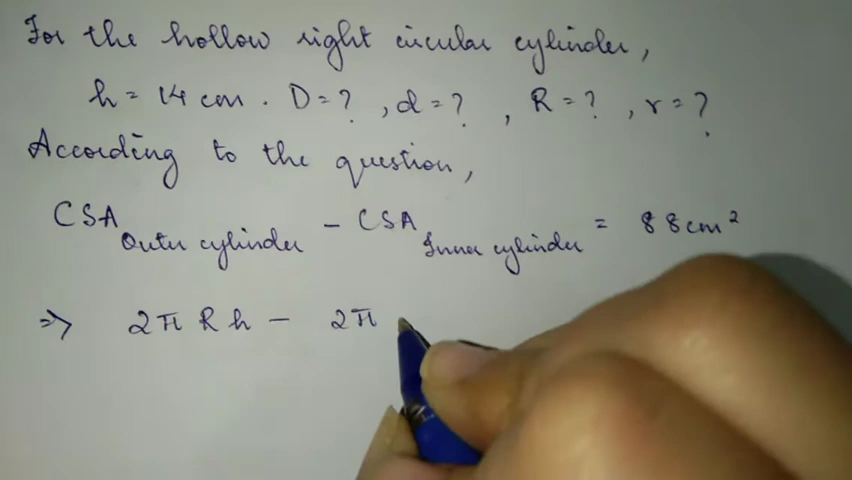 For the hollow right circular cylinder,
h = 14 cm. D = ?, d = ?, R = ?, r = ?
According to the question,
CSA Outer cylinder - CSA Inner cylinder = 88 cm²
⇒ 2π R h - 2π